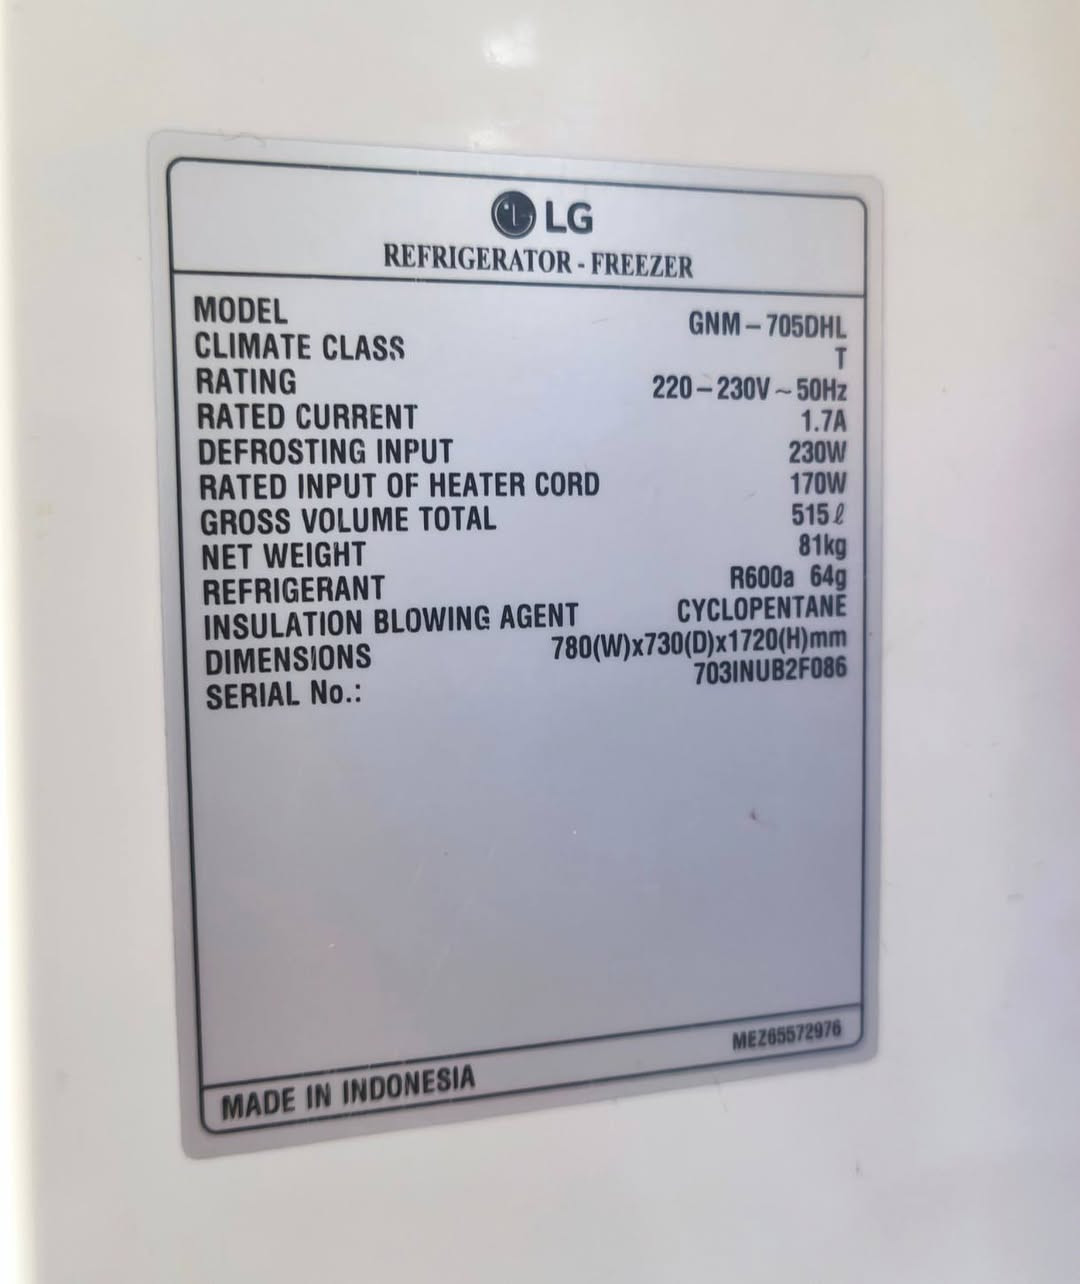 LG
REFRIGERATOR - FREEZER
MODEL GNM – 705DHL
CLIMATE CLASS T
RATING 220 – 230V ~ 50Hz
RATED CURRENT 1.7A
DEFROSTING INPUT 230W
RATED INPUT OF HEATER CORD 170W
GROSS VOLUME TOTAL 515ℓ
NET WEIGHT 81kg
REFRIGERANT R600a 64g
INSULATION BLOWING AGENT CYCLOPENTANE
DIMENSIONS 780(W)x730(D)x1720(H)mm
SERIAL No.: 703INUB2F086
MADE IN INDONESIA MEZ65572976